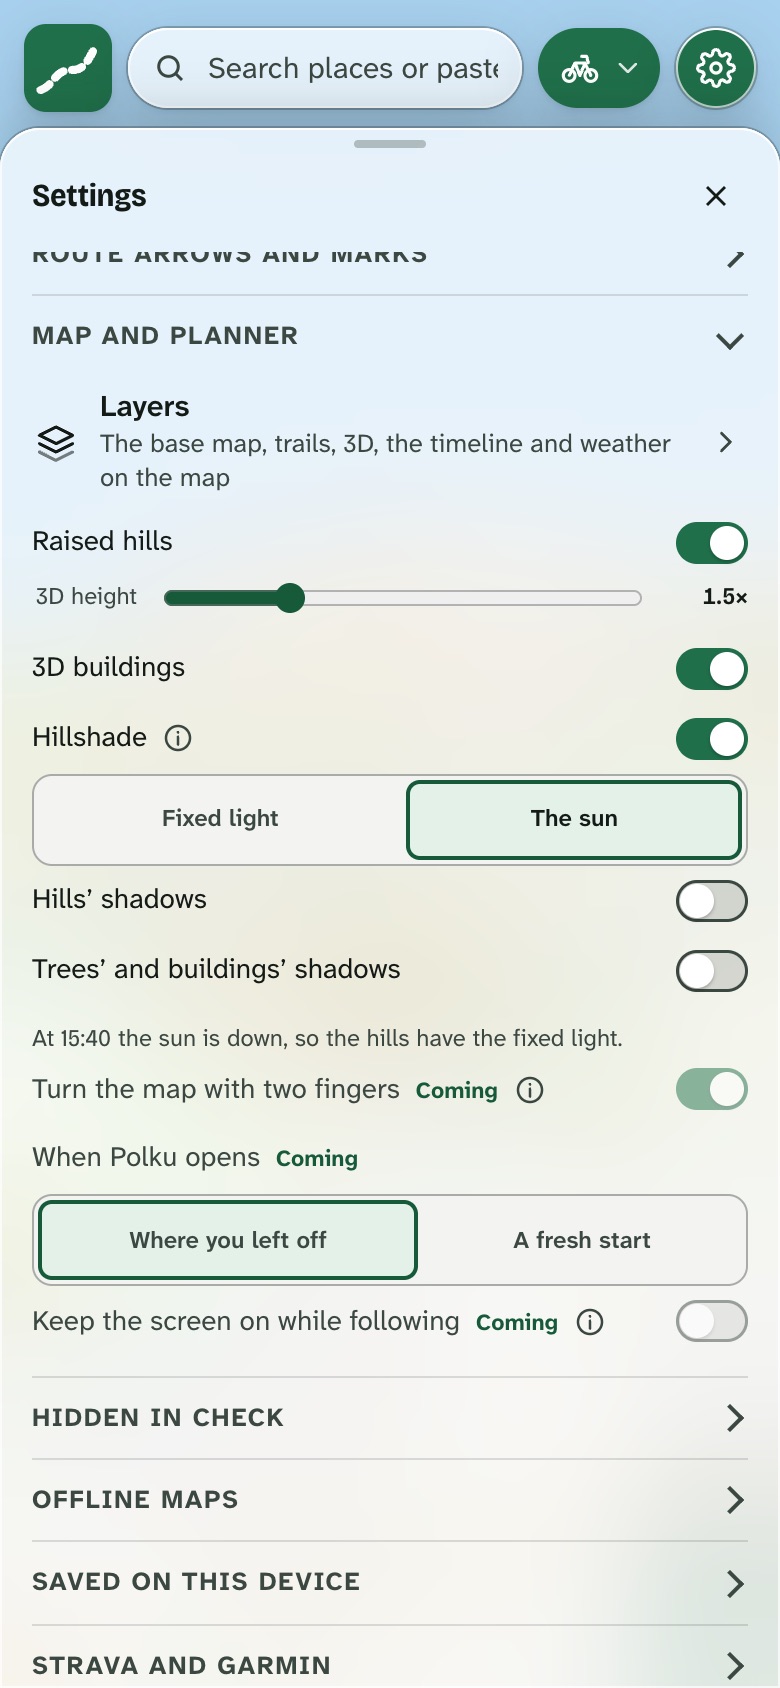 Search places or paste
Settings
ROUTE ARROWS AND MARKS
MAP AND PLANNER
Layers
The base map, trails, 3D, the timeline and weather
on the map
Raised hills
3D height
1.5×
3D buildings
Hillshade
Fixed light
The sun
Hills’ shadows
Trees’ and buildings’ shadows
At 15:40 the sun is down, so the hills have the fixed light.
Turn the map with two fingers Coming
When Polku opens Coming
Where you left off
A fresh start
Keep the screen on while following Coming
HIDDEN IN CHECK
OFFLINE MAPS
SAVED ON THIS DEVICE
STRAVA AND GARMIN